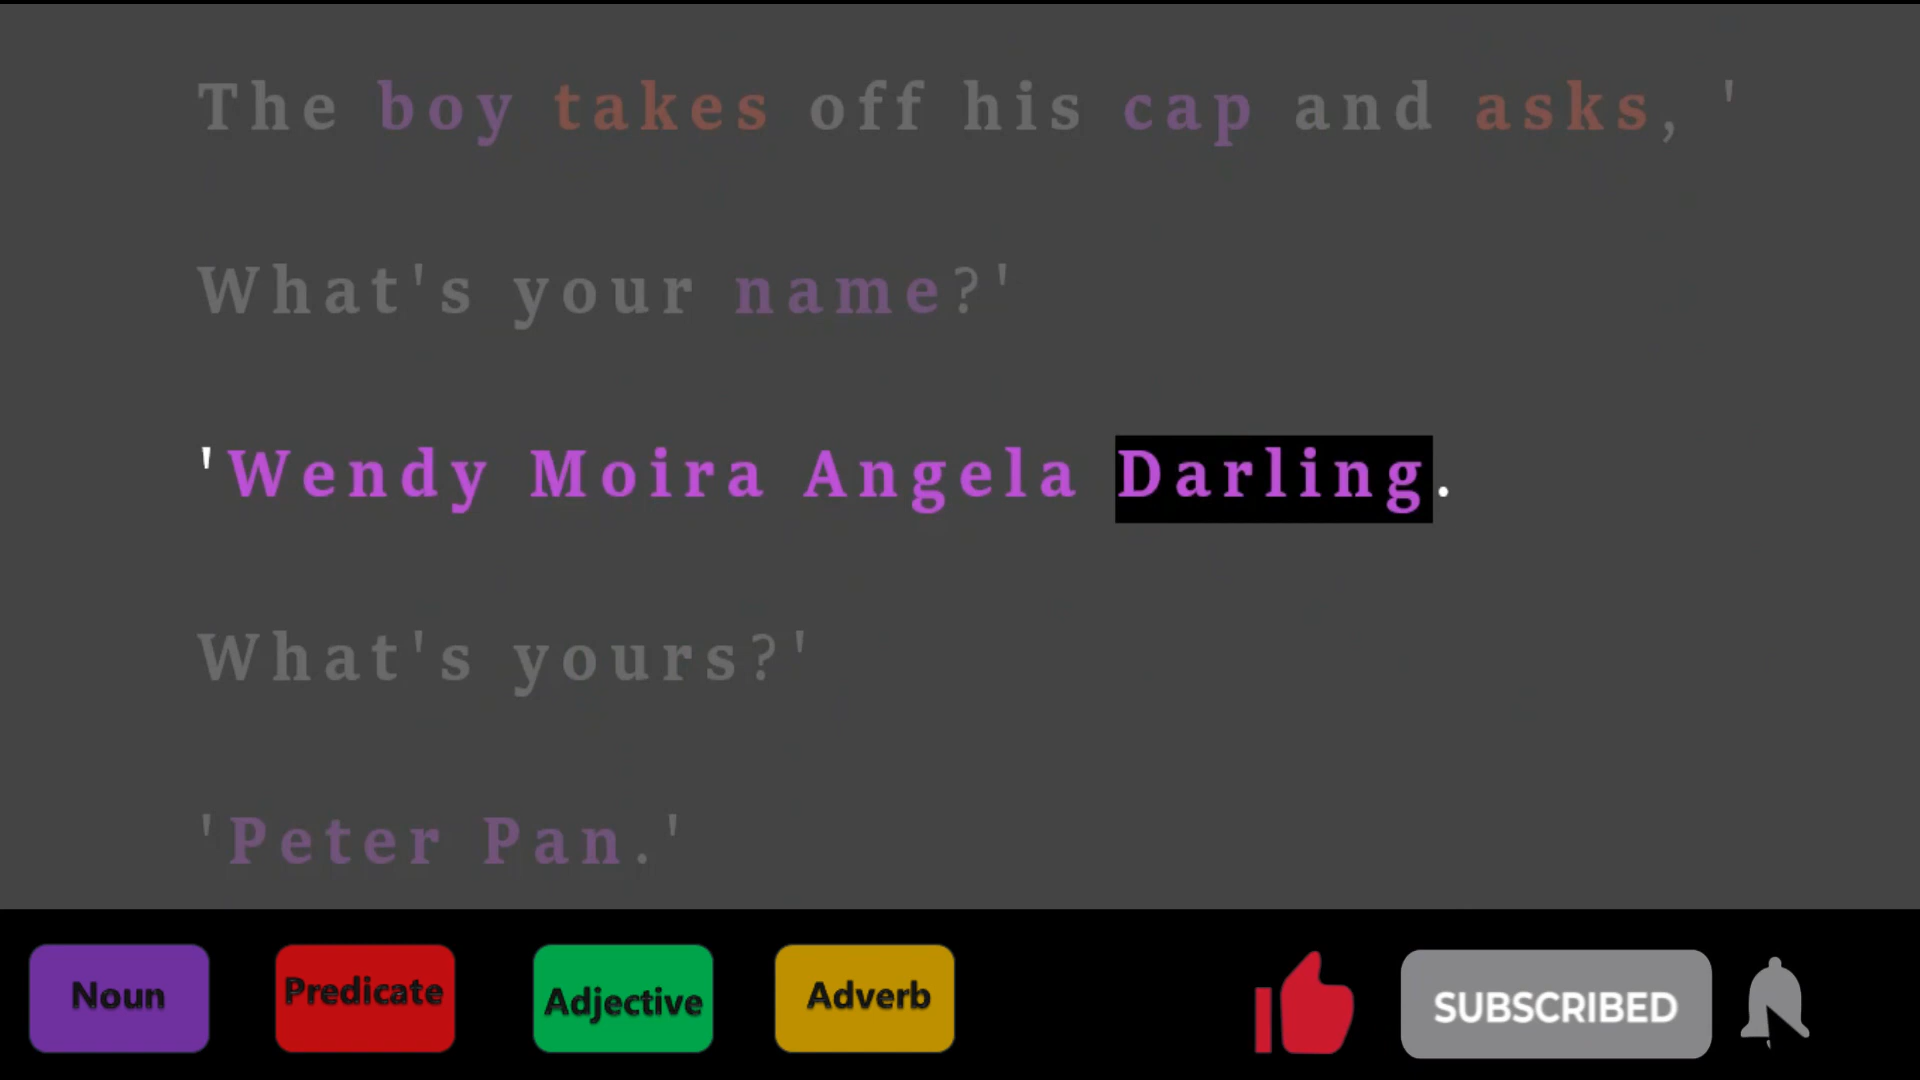 The boy takes off his cap and asks, '
What's your name?'
'Wendy Moira Angela Darling.
What's yours?'
'Peter Pan.'
Noun Predicate Adjective Adverb SUBSCRIBED